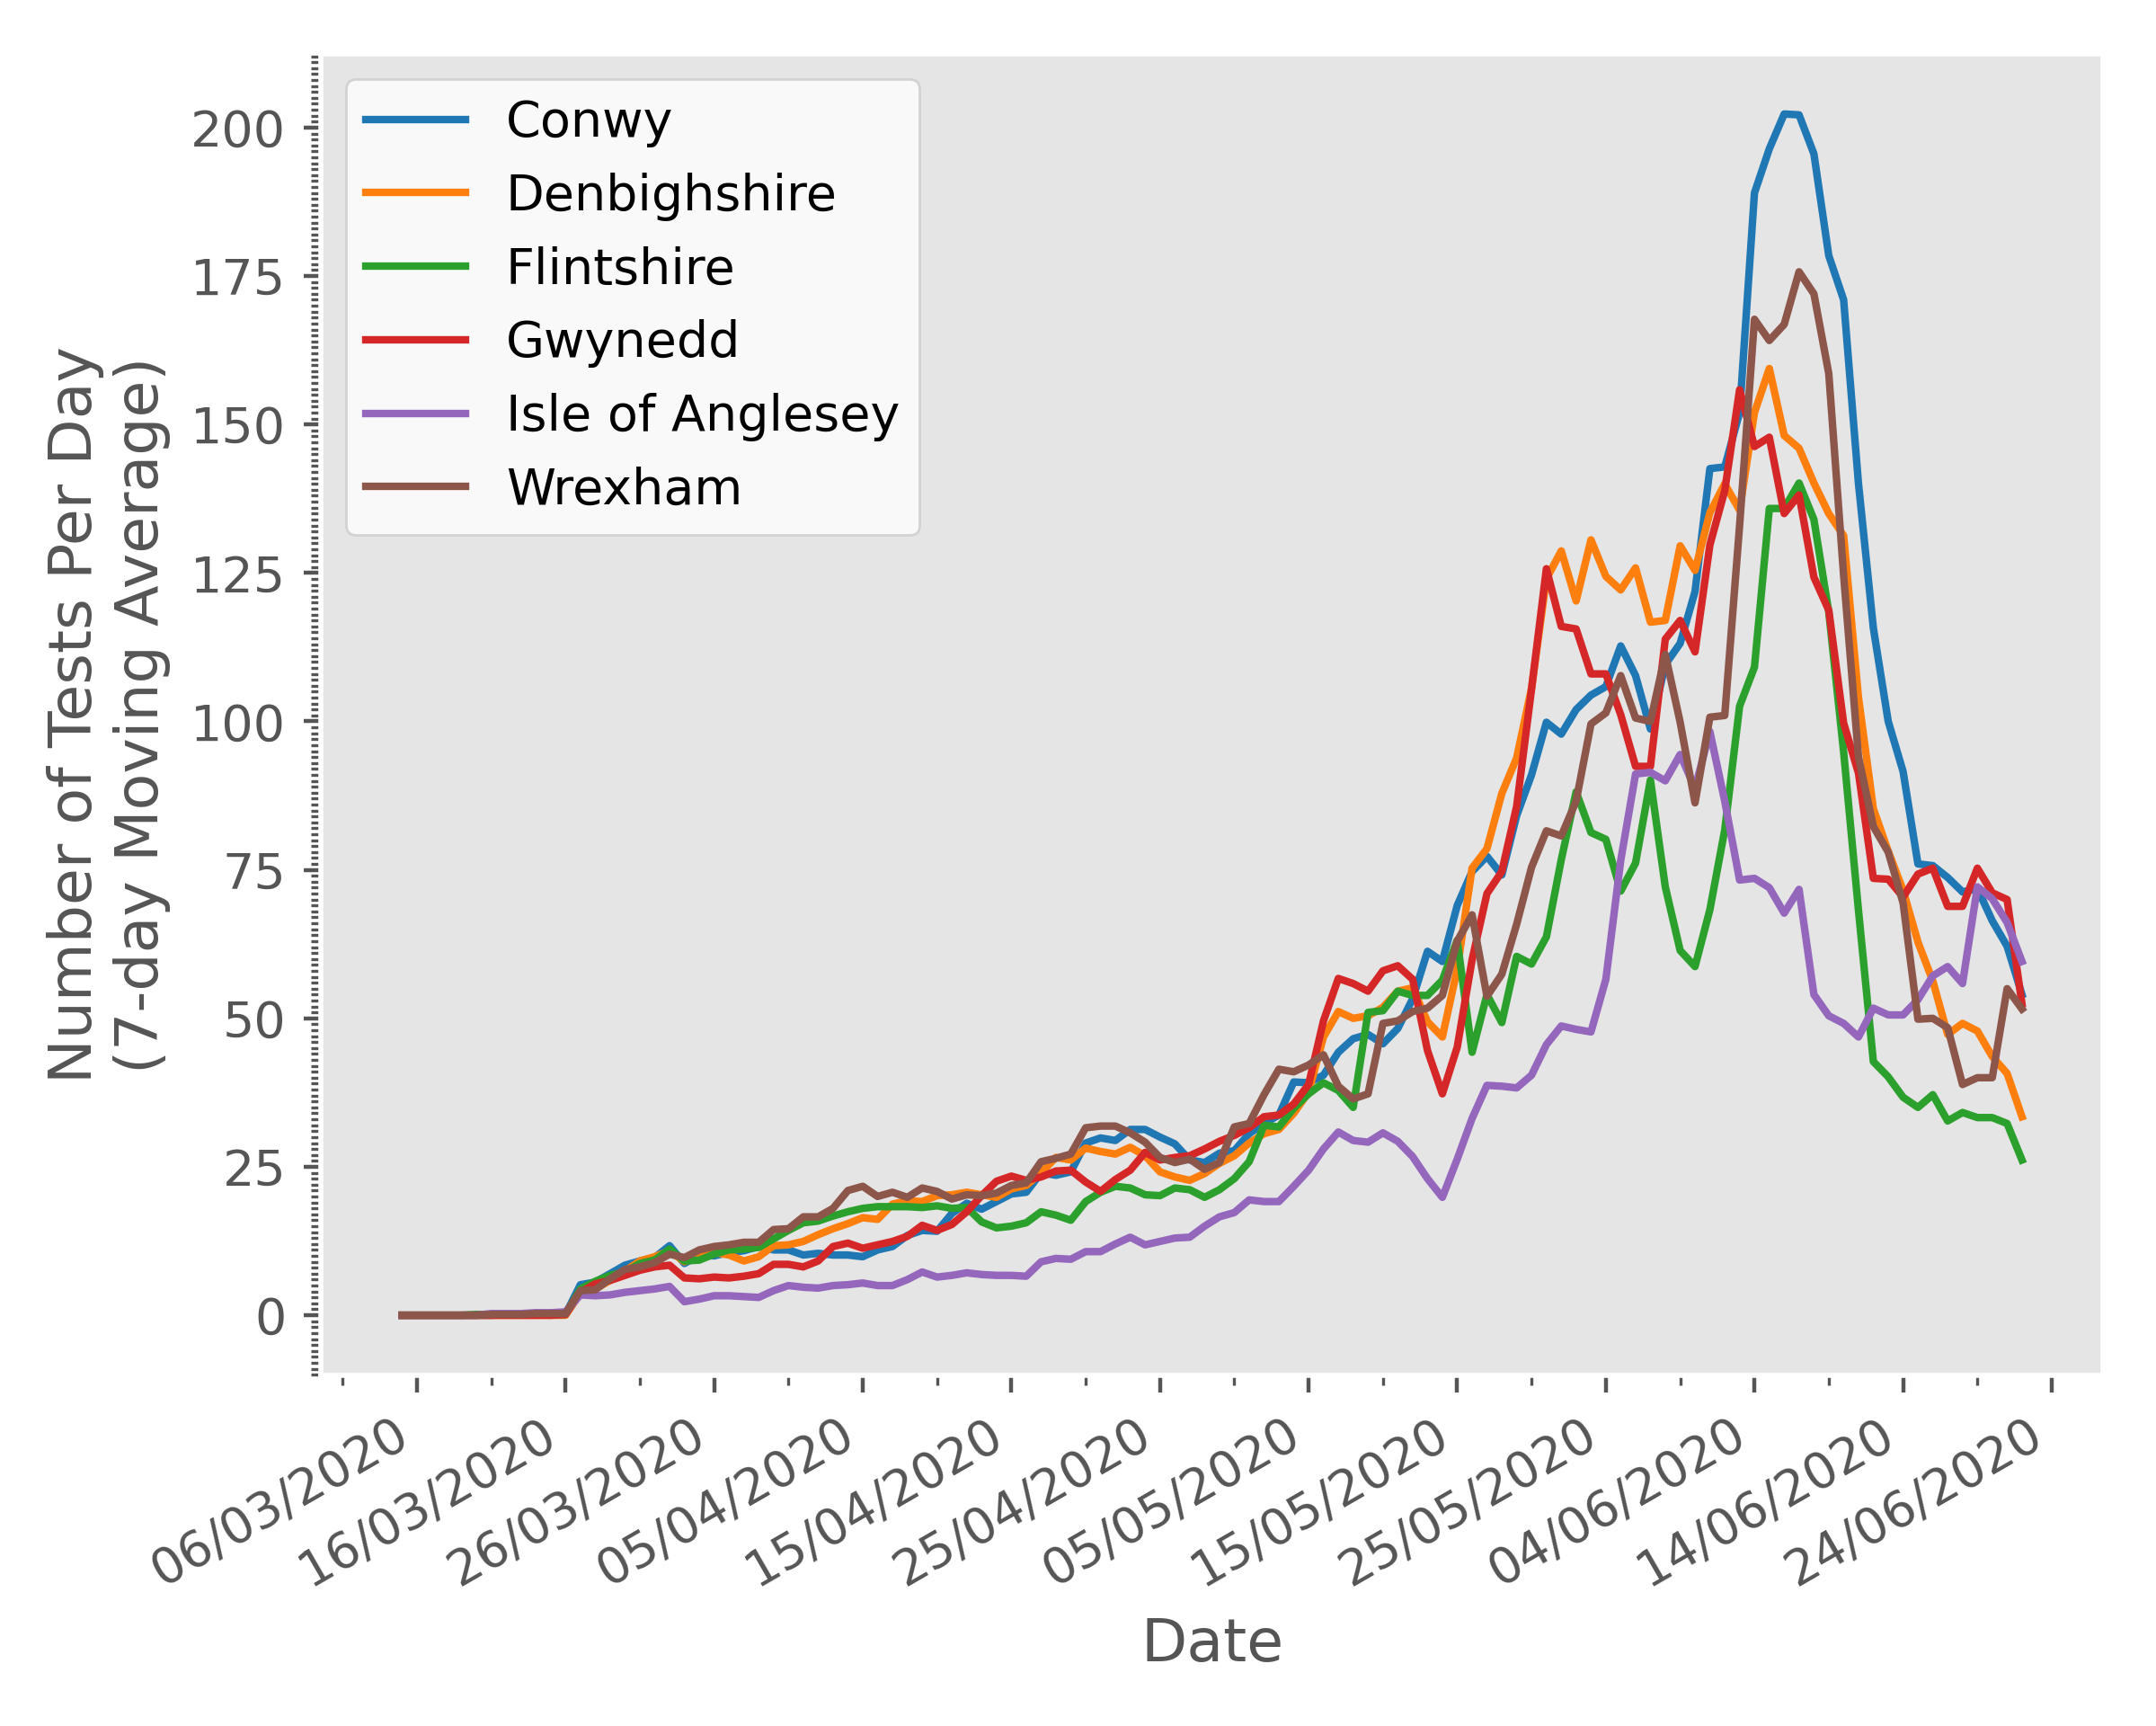 Number of Tests Per Day
(7-day Moving Average)
200
175
150
125
100
75
50
25
0
Conwy
Denbighshire
Flintshire
Gwynedd
Isle of Anglesey
Wrexham
06/03/2020
16/03/2020
26/03/2020
05/04/2020
15/04/2020
25/04/2020
05/05/2020
15/05/2020
25/05/2020
04/06/2020
14/06/2020
24/06/2020
Date